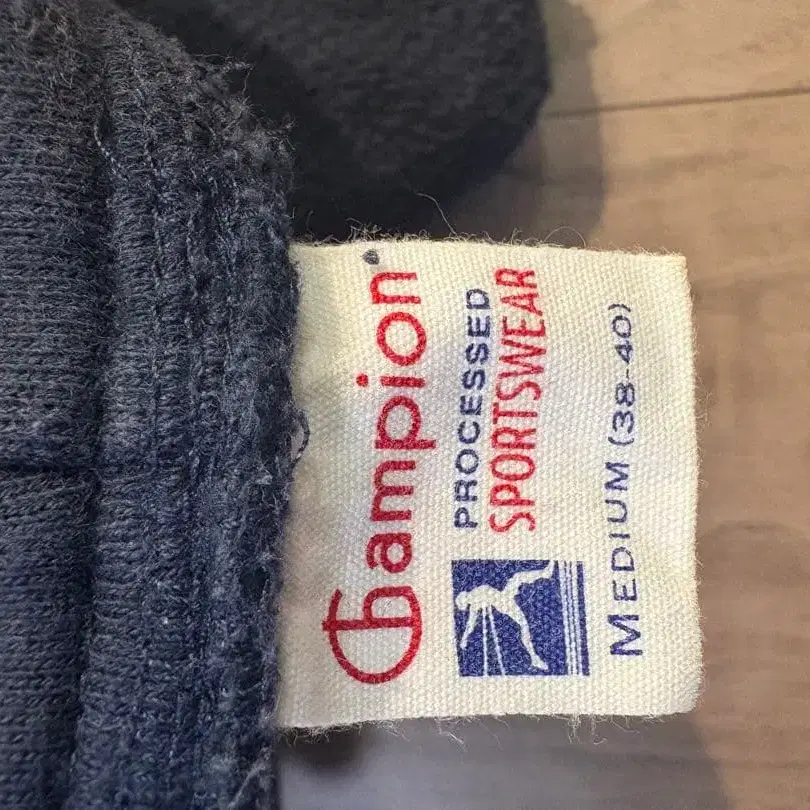 Champion
PROCESSED
SPORTSWEAR
MEDIUM (38-40)